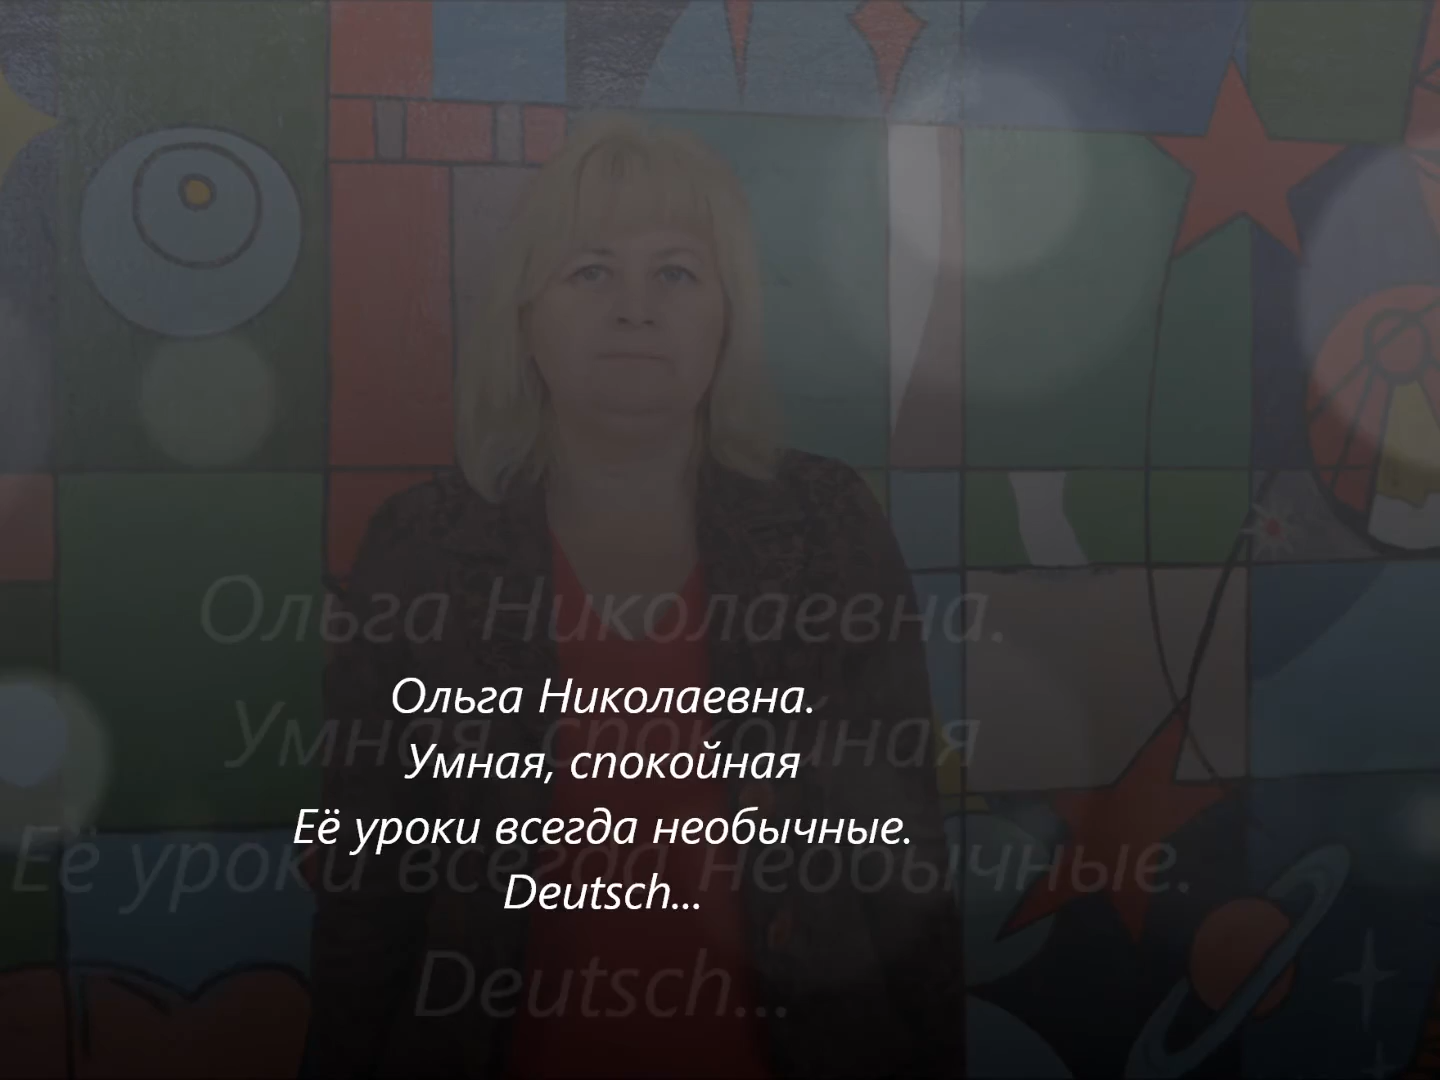 Ольга Николаевна.
Умная, спокойная
Её уроки всегда необычные.
Deutsch...